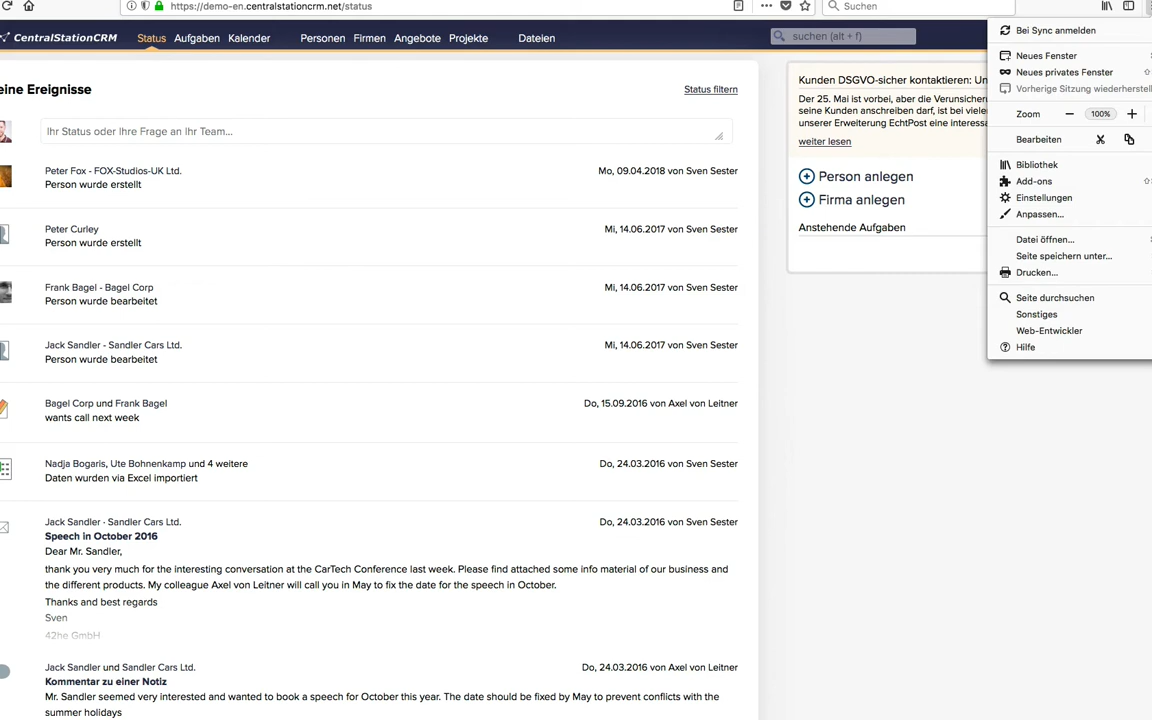 https://demo-en.centralstationcrm.net/status
Suchen
CentralStationCRM
Status Aufgaben Kalender Personen Firmen Angebote Projekte Dateien
suchen (alt + f)
eine Ereignisse
Status filtern
Ihr Status oder Ihre Frage an Ihr Team...
Peter Fox - FOX-Studios-UK Ltd.
Mo, 09.04.2018 von Sven Sester
Person wurde erstellt
Peter Curley
Mi, 14.06.2017 von Sven Sester
Person wurde erstellt
Frank Bagel - Bagel Corp
Mi, 14.06.2017 von Sven Sester
Person wurde bearbeitet
Jack Sandler - Sandler Cars Ltd.
Mi, 14.06.2017 von Sven Sester
Person wurde bearbeitet
Bagel Corp und Frank Bagel
Do, 15.09.2016 von Axel von Leitner
wants call next week
Nadja Bogaris, Ute Bohnenkamp und 4 weitere
Do, 24.03.2016 von Sven Sester
Daten wurden via Excel importiert
Jack Sandler - Sandler Cars Ltd.
Do, 24.03.2016 von Sven Sester
Speech in October 2016
Dear Mr. Sandler,
thank you very much for the interesting conversation at the CarTech Conference last week. Please find attached some info material of our business and
the different products. My colleague Axel von Leitner will call you in May to fix the date for the speech in October.
Thanks and best regards
Sven
42he GmbH
Jack Sandler und Sandler Cars Ltd.
Do, 24.03.2016 von Axel von Leitner
Kommentar zu einer Notiz
Mr. Sandler seemed very interested and wanted to book a speech for October this year. The date should be fixed by May to prevent conflicts with the
summer holidays
Kunden DSGVO-sicher kontaktieren: Un
Der 25. Mai ist vorbei, aber die Verunsicher
seine Kunden anschreiben darf, ist bei viele
unserer Erweiterung EchtPost eine interess
weiter lesen
Person anlegen
Firma anlegen
Anstehende Aufgaben
Bei Sync anmelden
Neues Fenster
Neues privates Fenster
Vorherige Sitzung wiederherstell
Zoom − 100% +
Bearbeiten
Bibliothek
Add-ons
Einstellungen
Anpassen...
Datei öffnen...
Seite speichern unter...
Drucken...
Seite durchsuchen
Sonstiges
Web-Entwickler
Hilfe